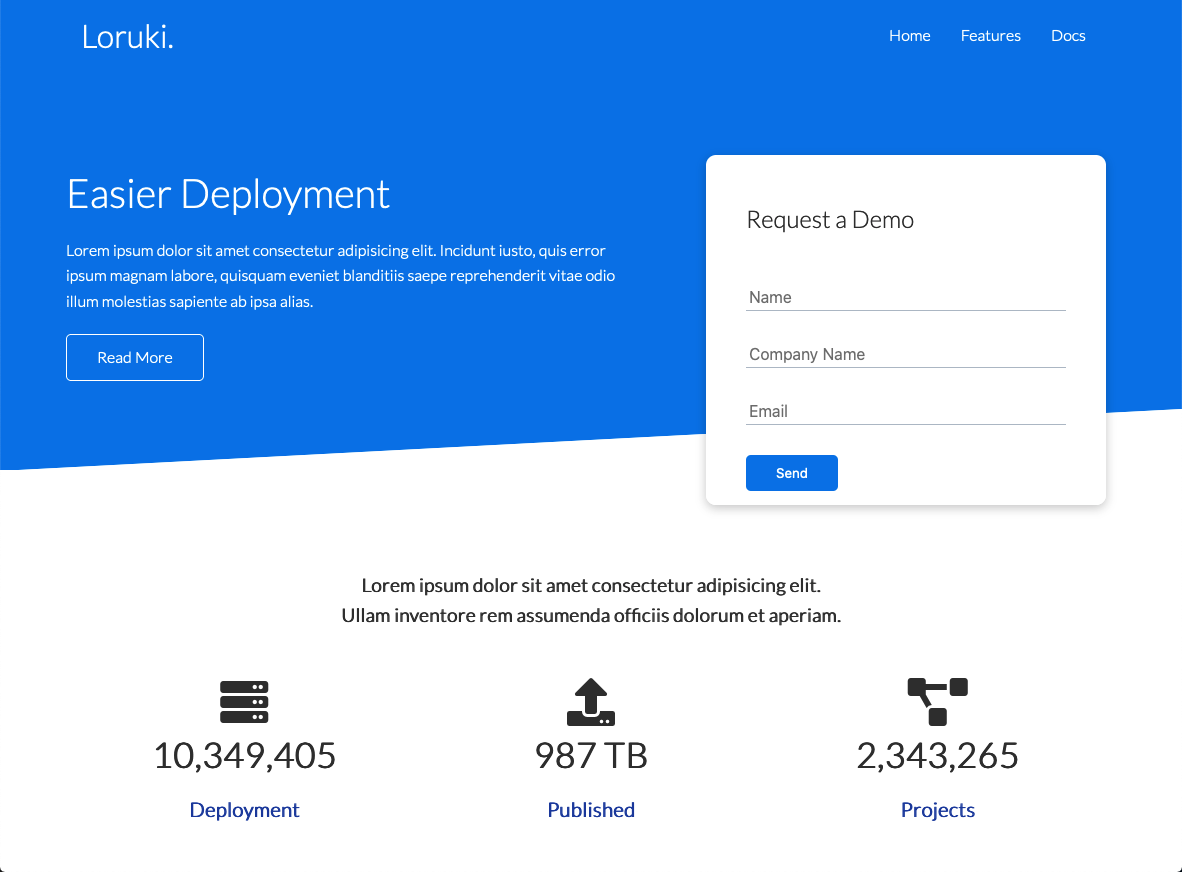 Loruki.
Home Features Docs
Easier Deployment
Lorem ipsum dolor sit amet consectetur adipisicing elit. Incidunt iusto, quis error
ipsum magnam labore, quisquam eveniet blanditiis saepe reprehenderit vitae odio
illum molestias sapiente ab ipsa alias.
Read More
Request a Demo
Name
Company Name
Email
Send
Lorem ipsum dolor sit amet consectetur adipisicing elit.
Ullam inventore rem assumenda officiis dolorum et aperiam.
10,349,405
Deployment
987 TB
Published
2,343,265
Projects